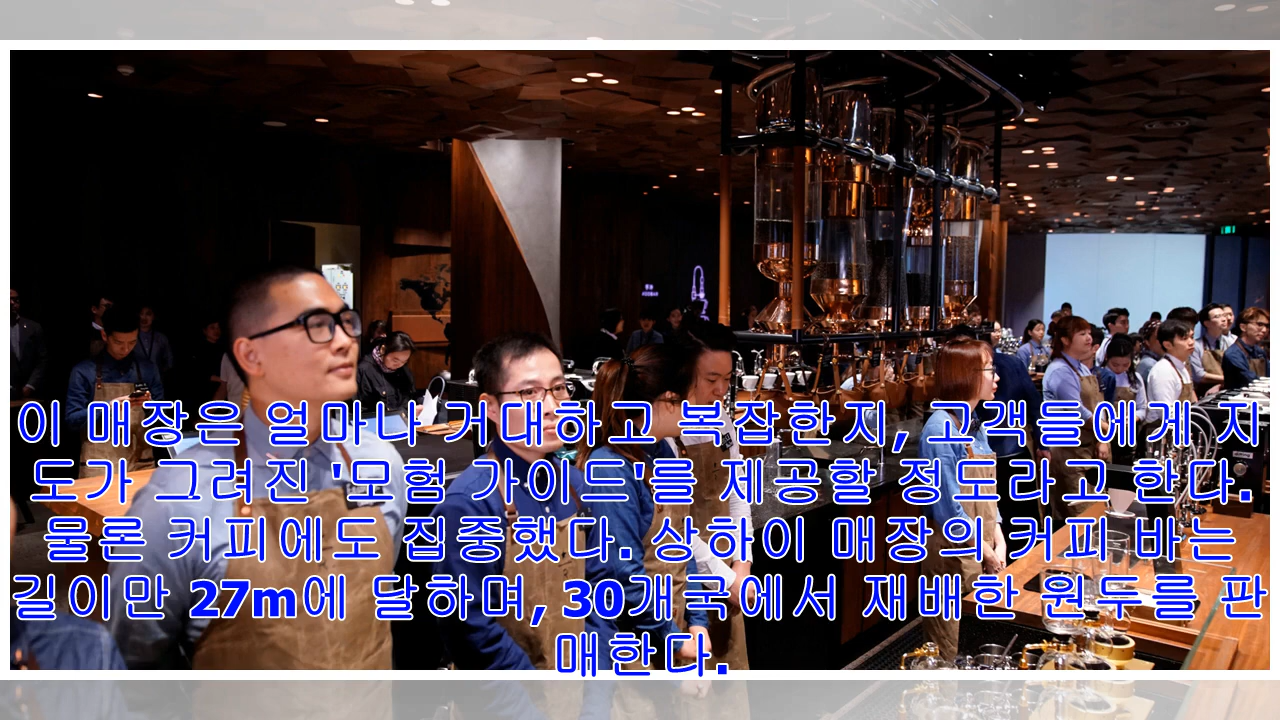 이 매장은 얼마나 거대하고 복잡한지, 고객들에게 지
도가 그려진 '모험 가이드'를 제공할 정도라고 한다.
물론 커피에도 집중했다. 상하이 매장의 커피 바는
길이만 27m에 달하며, 30개국에서 재배한 원두를 판
매한다.